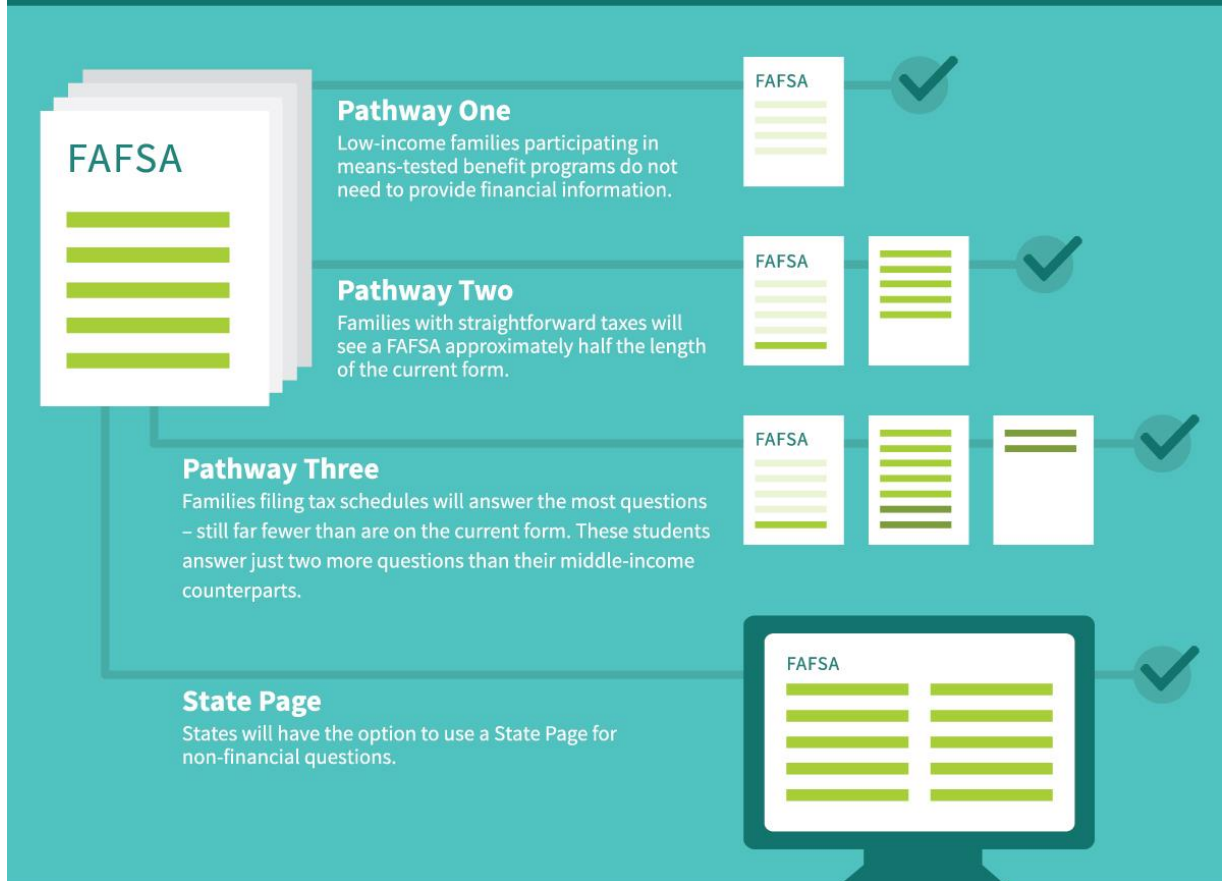 FAFSA
Pathway One
Low-income families participating in
means-tested benefit programs do not
need to provide financial information.
FAFSA
Pathway Two
Families with straightforward taxes will
see a FAFSA approximately half the length
of the current form.
FAFSA
Pathway Three
Families filing tax schedules will answer the most questions
– still far fewer than are on the current form. These students
answer just two more questions than their middle-income
counterparts.
FAFSA
State Page
States will have the option to use a State Page for
non-financial questions.
FAFSA